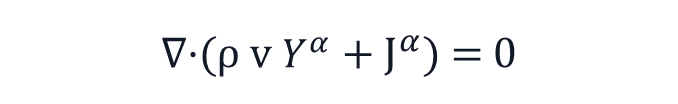 ∇·(ρ v Y^α + J^α) = 0